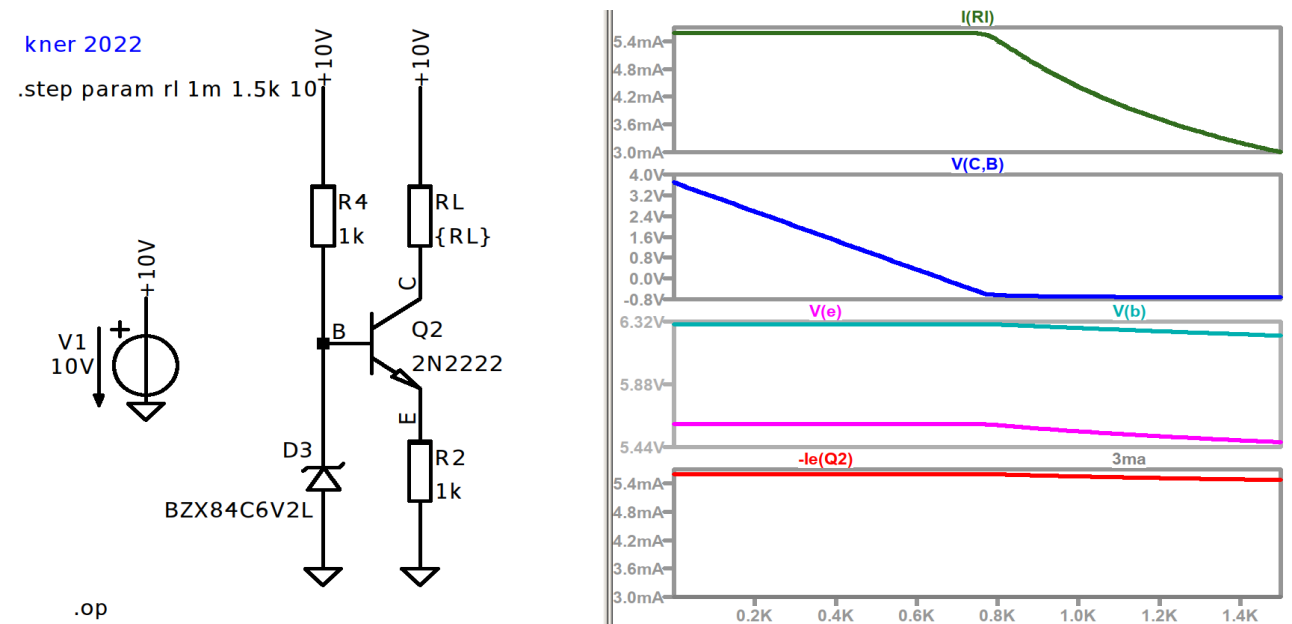 kner 2022
.step param rl 1m 1.5k 10
+10V
+10V
R4
1k
RL
{RL}
+10V
V1
10V
+
C
B
Q2
2N2222
E
D3
BZX84C6V2L
R2
1k
.op
I(Rl)
5.4mA
4.8mA
4.2mA
3.6mA
3.0mA
V(C,B)
4.0V
3.2V
2.4V
1.6V
0.8V
0.0V
-0.8V
V(e) V(b)
6.32V
5.88V
5.44V
-Ie(Q2) 3ma
5.4mA
4.8mA
4.2mA
3.6mA
3.0mA
0.2K 0.4K 0.6K 0.8K 1.0K 1.2K 1.4K